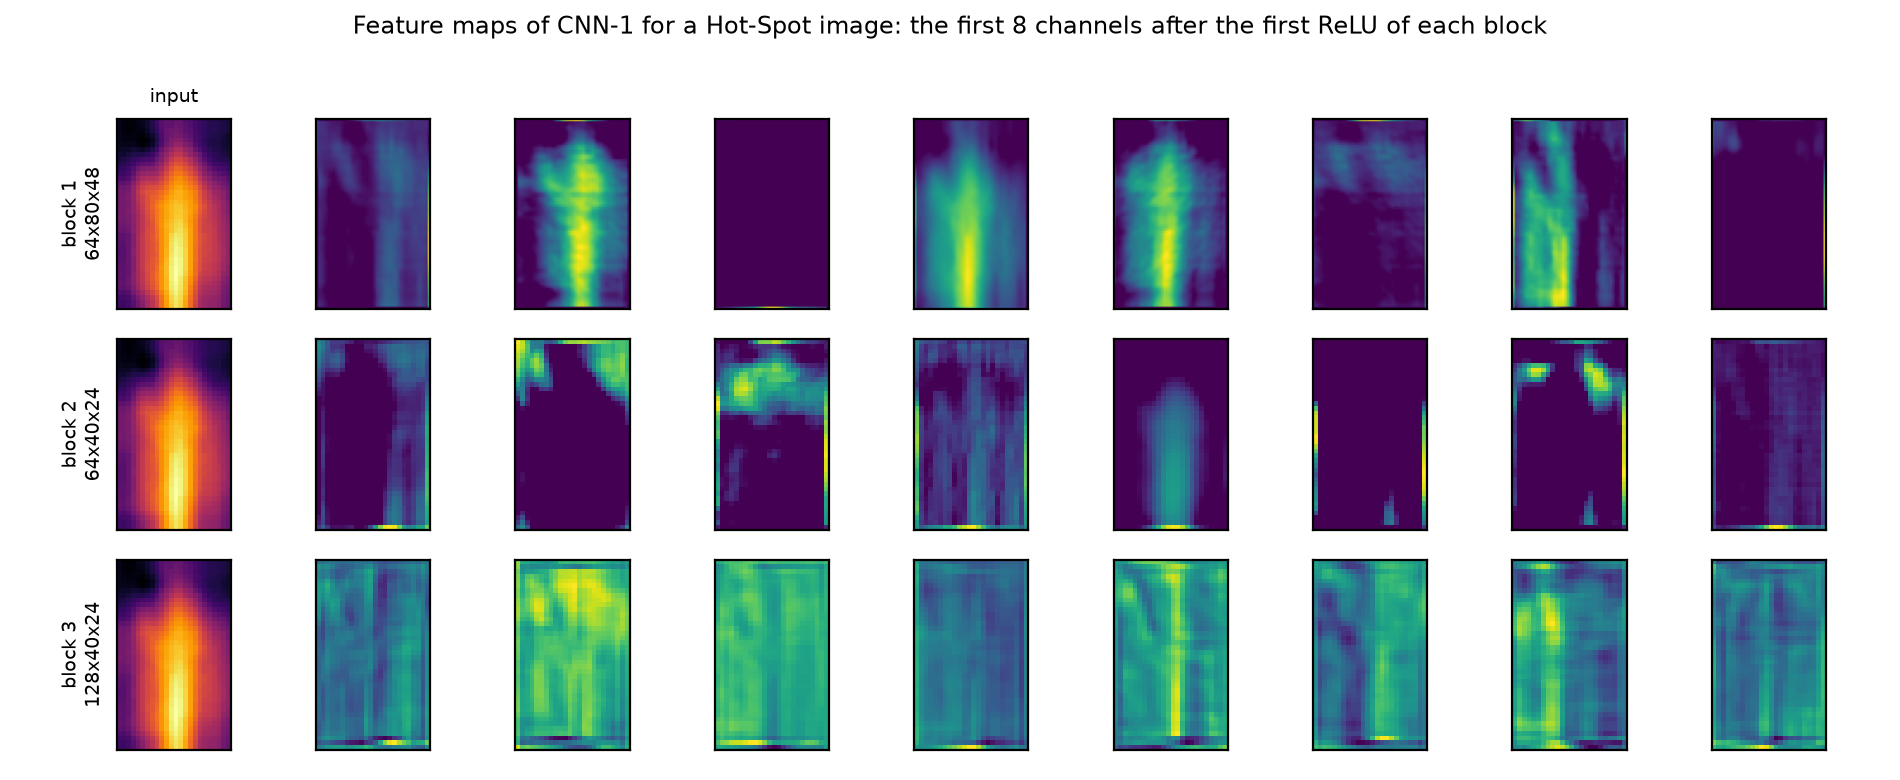 Feature maps of CNN-1 for a Hot-Spot image: the first 8 channels after the first ReLU of each block
input
block 1
64x80x48
block 2
64x40x24
block 3
128x40x24